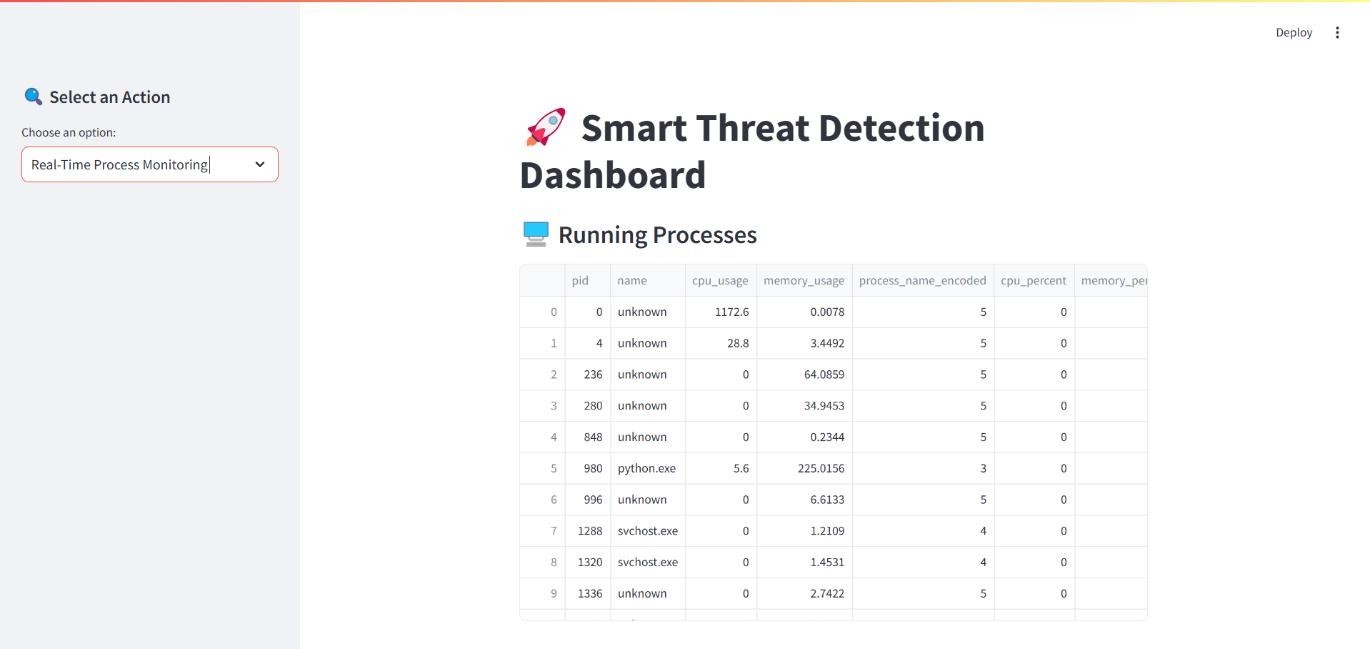 Deploy
🔍 Select an Action
Choose an option:
Real-Time Process Monitoring
🚀 Smart Threat Detection
Dashboard
🖥️ Running Processes
pid name cpu_usage memory_usage process_name_encoded cpu_percent memory_per
0 0 unknown 1172.6 0.0078 5 0
1 4 unknown 28.8 3.4492 5 0
2 236 unknown 0 64.0859 5 0
3 280 unknown 0 34.9453 5 0
4 848 unknown 0 0.2344 5 0
5 980 python.exe 5.6 225.0156 3 0
6 996 unknown 0 6.6133 5 0
7 1288 svchost.exe 0 1.2109 4 0
8 1320 svchost.exe 0 1.4531 4 0
9 1336 unknown 0 2.7422 5 0